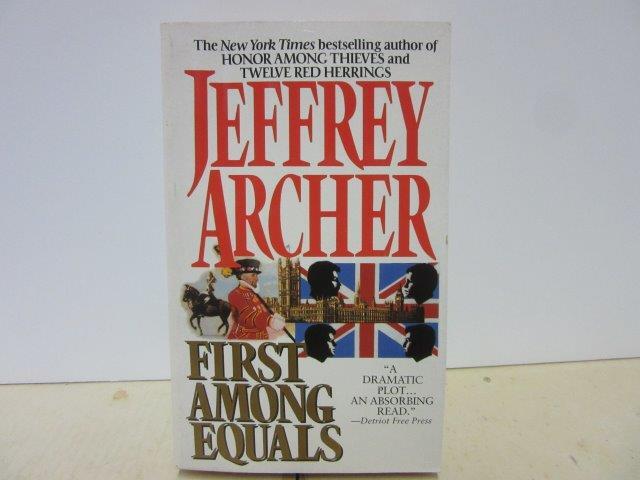 The New York Times bestselling author of
HONOR AMONG THIEVES and
TWELVE RED HERRINGS
JEFFREY
ARCHER
FIRST
AMONG
EQUALS
"A
DRAMATIC
PLOT...
AN ABSORBING
READ."
—Detriot Free Press